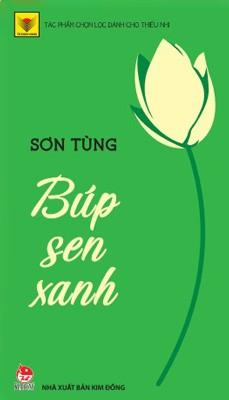 TÁC PHẨM CHỌN LỌC DÀNH CHO THIẾU NHI
SƠN TÙNG
Búp
sen
xanh
NHÀ XUẤT BẢN KIM ĐỒNG